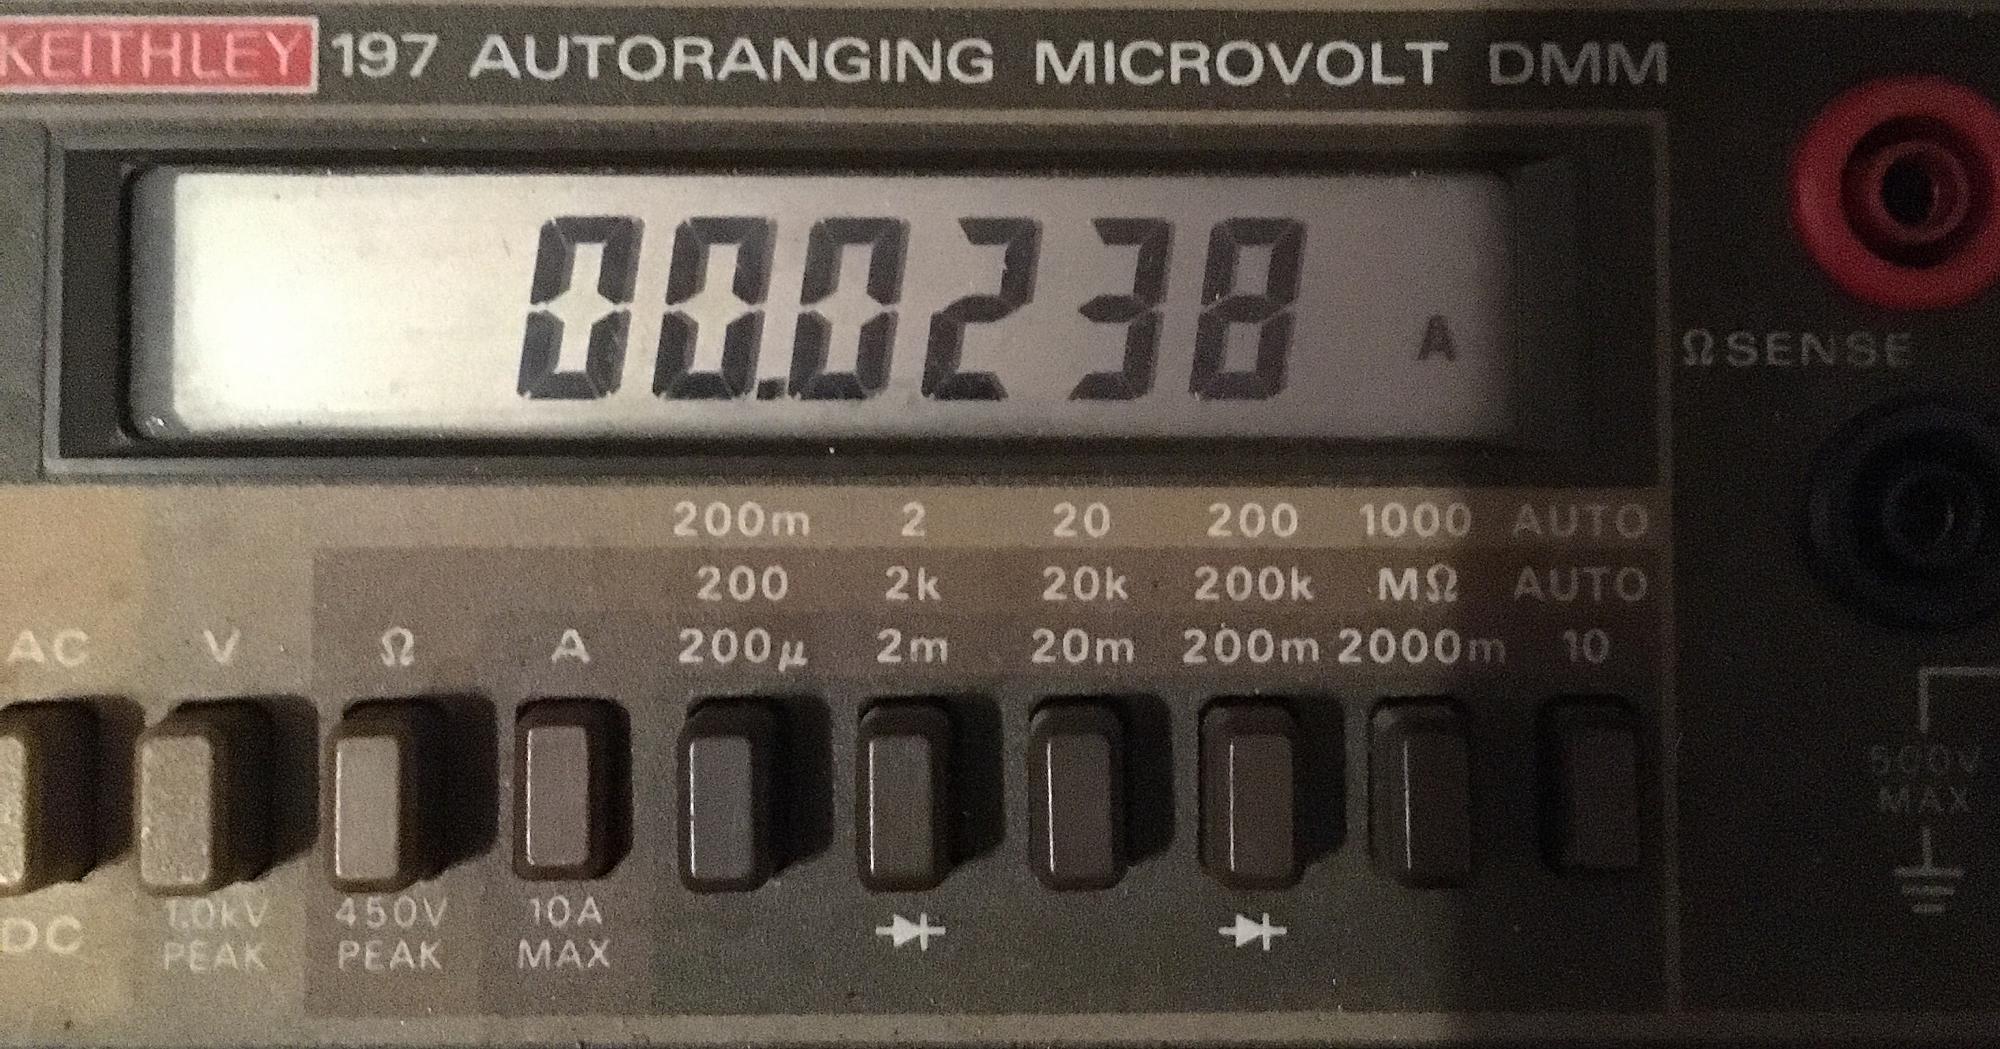 KEITHLEY 197 AUTORANGING MICROVOLT DMM
00.0238 A
Ω SENSE
200m 2 20 200 1000 AUTO
200 2k 20k 200k MΩ AUTO
AC V Ω A 200μ 2m 20m 200m 2000m 10
500V
MAX
DC 1.0kV 450V 10A
PEAK PEAK MAX